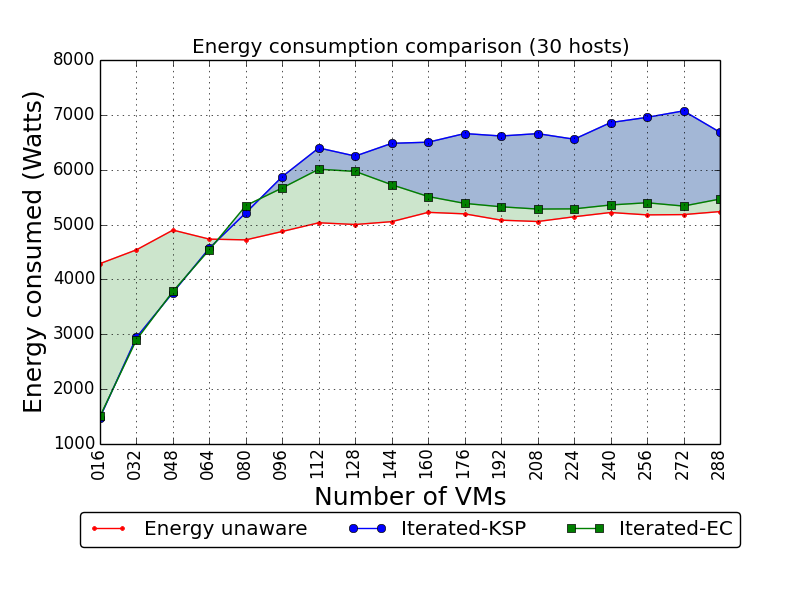 Energy consumption comparison (30 hosts)
Energy consumed (Watts)
8000
7000
6000
5000
4000
3000
2000
1000
016 032 048 064 080 096 112 128 144 160 176 192 208 224 240 256 272 288
Number of VMs
Energy unaware Iterated-KSP Iterated-EC